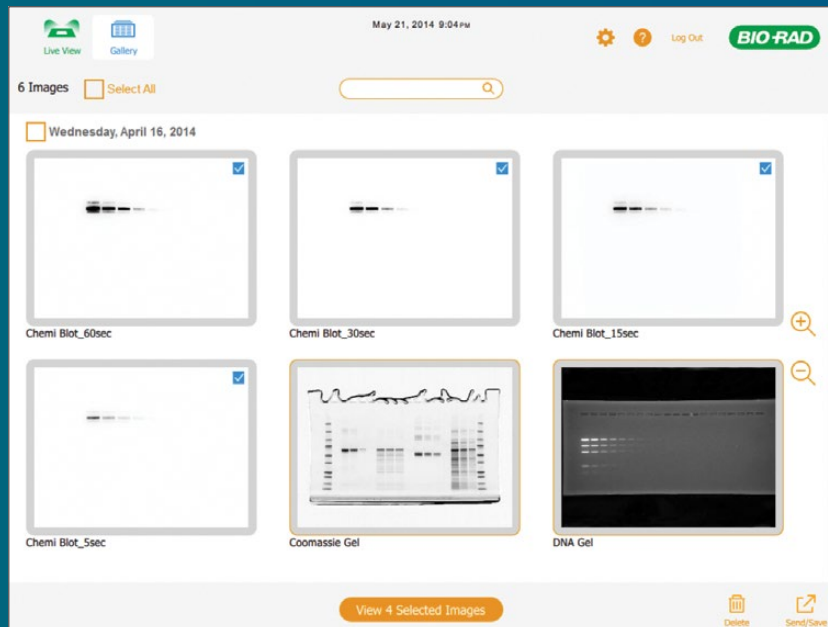 May 21, 2014 9:04PM
Live View
Gallery
?
Log Out
BIO-RAD
6 Images
Select All
Wednesday, April 16, 2014
Chemi Blot_60sec
Chemi Blot_30sec
Chemi Blot_15sec
Chemi Blot_5sec
Coomassie Gel
DNA Gel
View 4 Selected Images
Delete
Send/Save